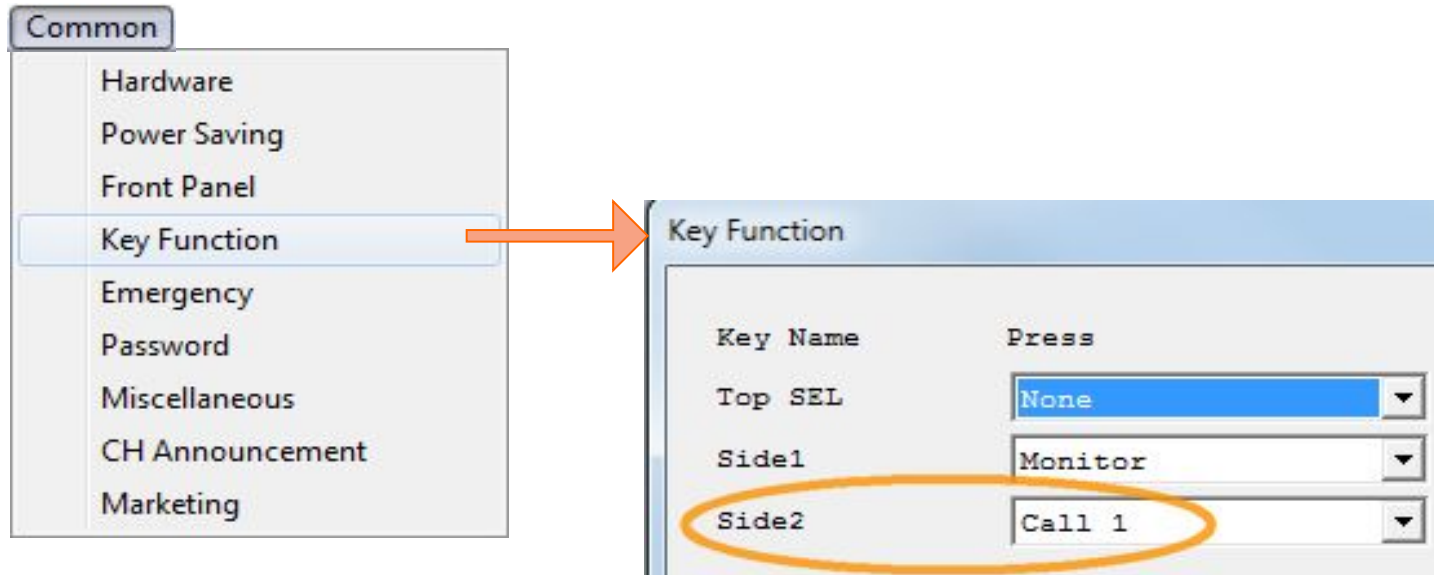 Common
Hardware
Power Saving
Front Panel
Key Function
Emergency
Password
Miscellaneous
CH Announcement
Marketing
Key Function
Key Name Press
Top SEL None
Side1 Monitor
Side2 Call 1